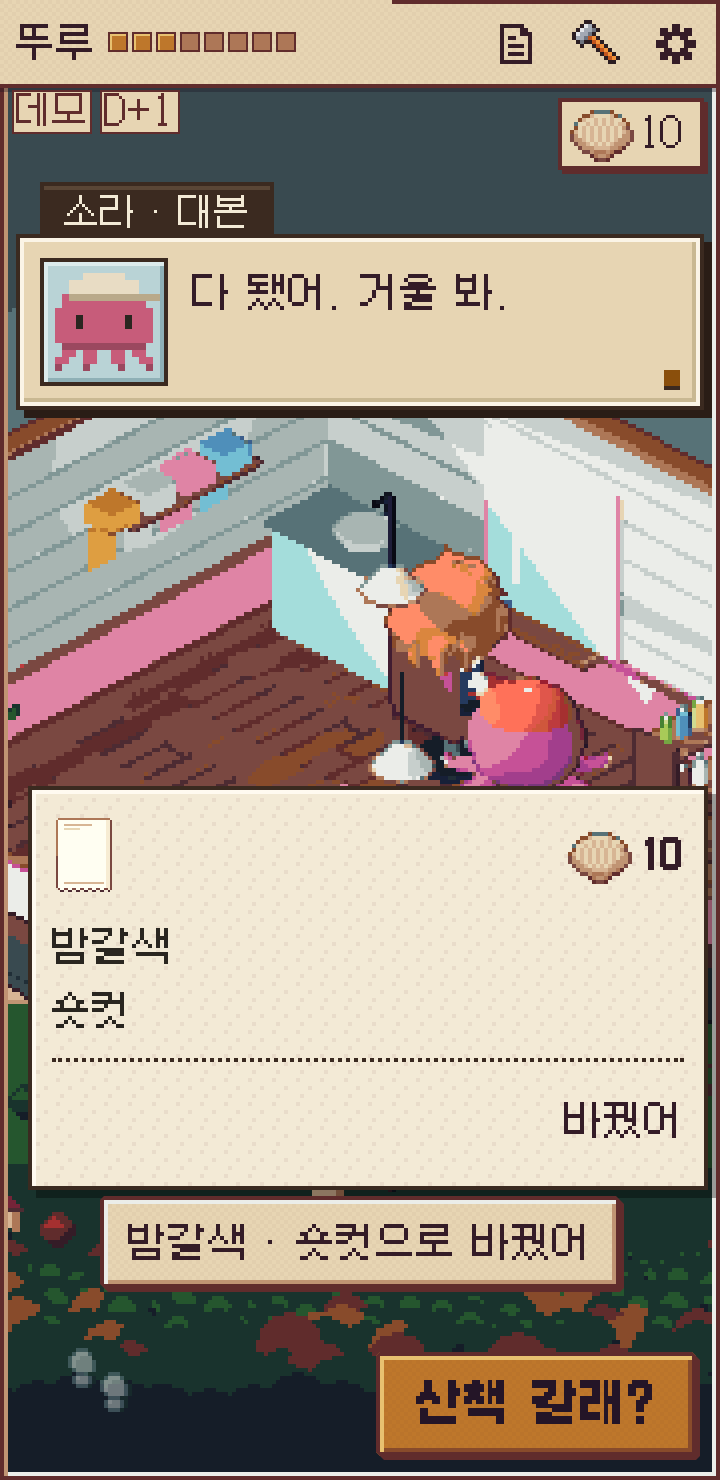 뚜루
데모 D+1
10
소라 · 대본
다 됐어. 거울 봐.
10
밤갈색
숏컷
바꿨어
밤갈색 · 숏컷으로 바꿨어
산책 갈래?